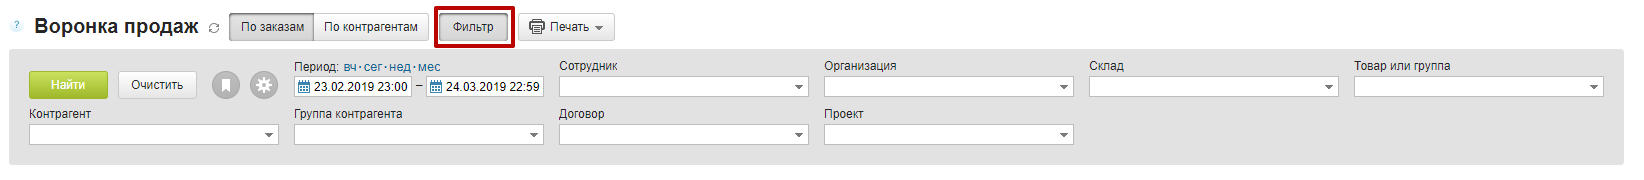 ? Воронка продаж По заказам По контрагентам Фильтр Печать
Период: вч·сег·нед·мес Сотрудник Организация Склад Товар или группа
Найти Очистить 23.02.2019 23:00 – 24.03.2019 22:59
Контрагент Группа контрагента Договор Проект